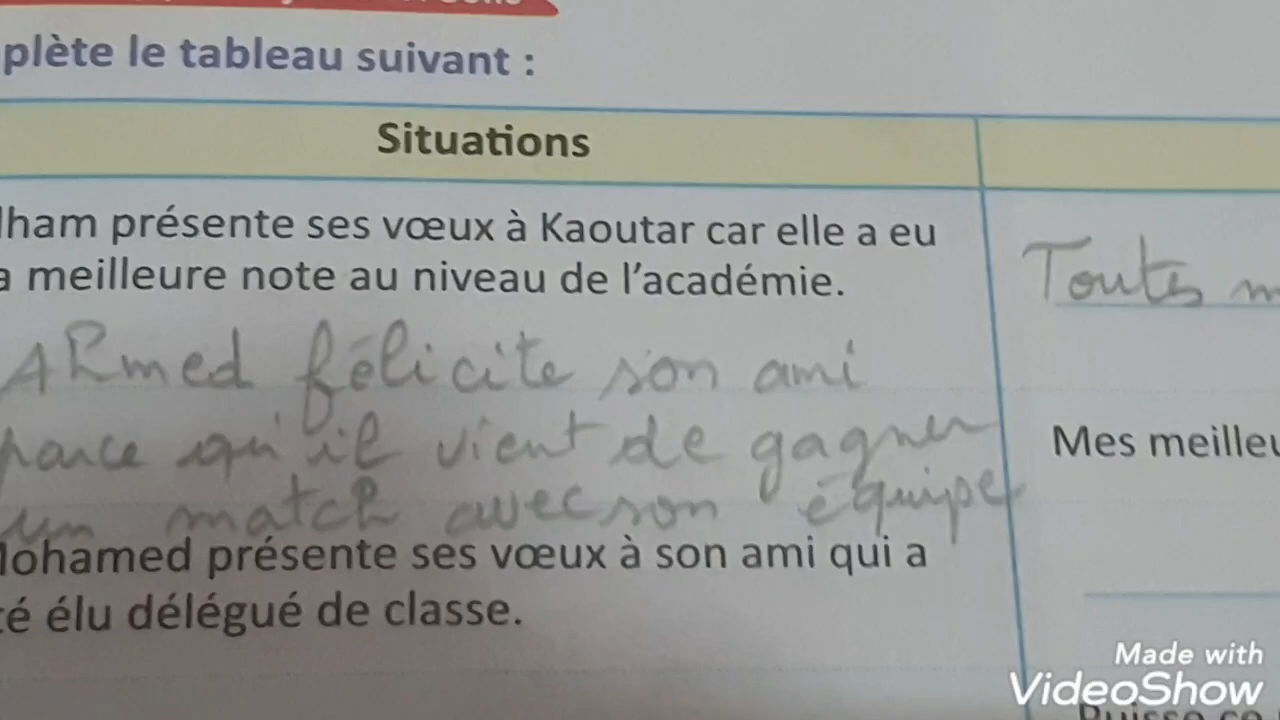 plète le tableau suivant :
Situations
lham présente ses vœux à Kaoutar car elle a eu
a meilleure note au niveau de l'académie.
Toutes m
Ahmed félicite son ami
parce qu'il vient de gagner
un match avec son équipe
Mes meilleu
Mohamed présente ses vœux à son ami qui a
té élu délégué de classe.
Made with
VideoShow
Puisse ce